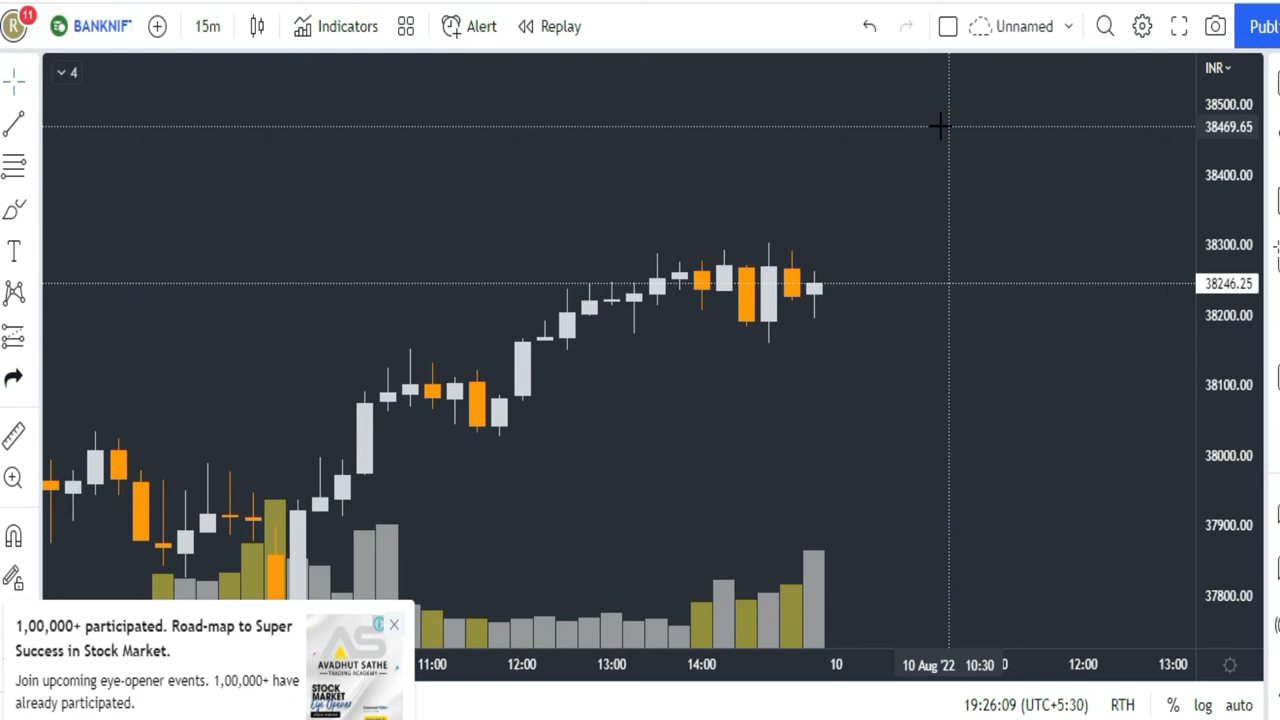 R
11
BANKNIF
15m
Indicators
Alert
Replay
Unnamed
Publ
4
INR
38500.00
38469.65
38400.00
38300.00
38246.25
38200.00
38100.00
38000.00
37900.00
37800.00
11:00
12:00
13:00
14:00
10
10 Aug '22 10:30
0
12:00
13:00
1,00,000+ participated. Road-map to Super
Success in Stock Market.
Join upcoming eye-opener events. 1,00,000+ have
already participated.
AS
AVADHUT SATHE
TRADING ACADEMY
STOCK
MARKET
Eye Opener
19:26:09 (UTC+5:30)
RTH
%
log
auto